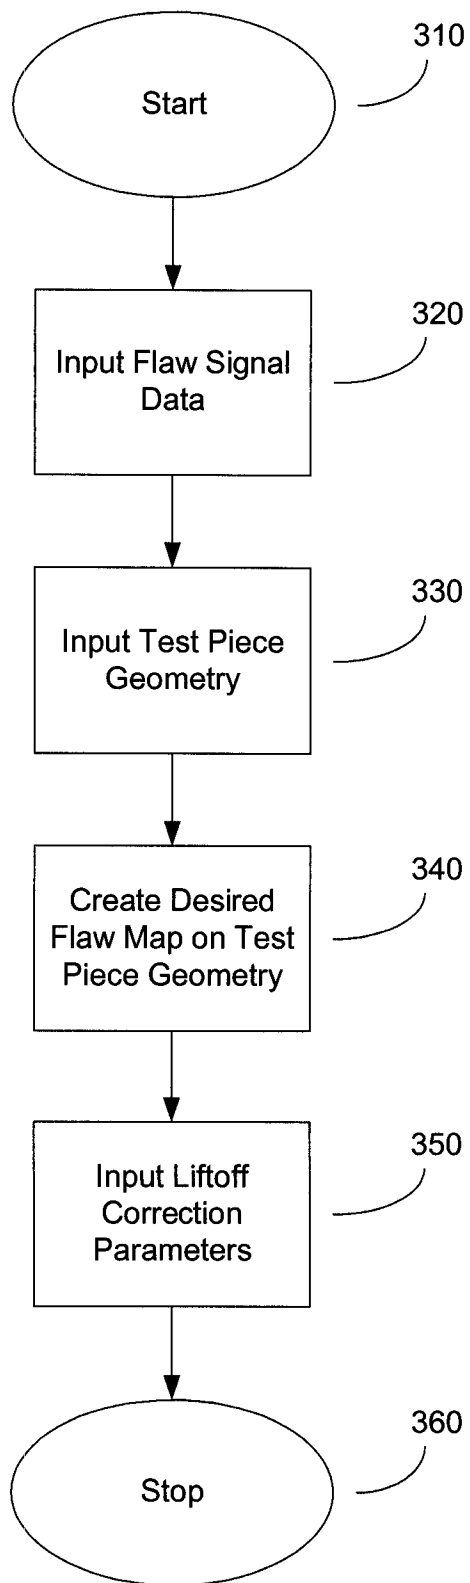 310
Start
320
Input Flaw Signal
Data
330
Input Test Piece
Geometry
340
Create Desired
Flaw Map on Test
Piece Geometry
350
Input Liftoff
Correction
Parameters
360
Stop